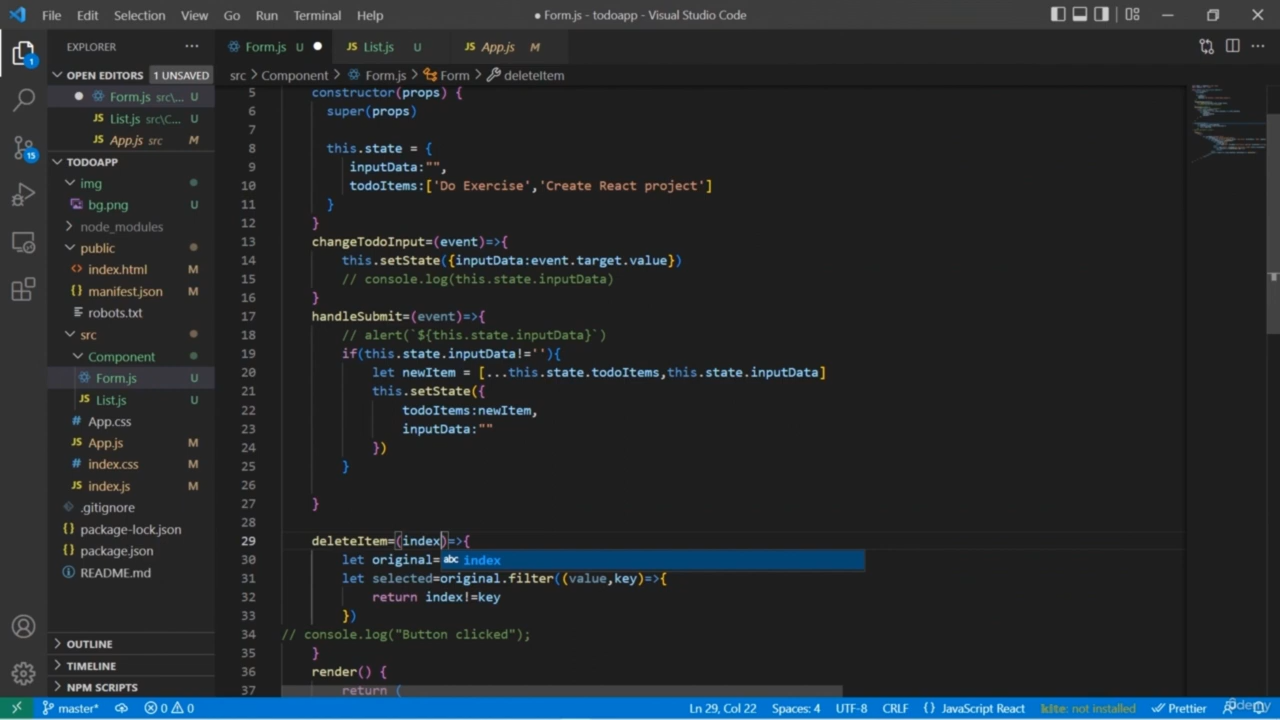 File Edit Selection View Go Run Terminal Help
● Form.js - todoapp - Visual Studio Code
EXPLORER ···
Form.js U ●
JS List.js U
JS App.js M
OPEN EDITORS 1 UNSAVED
● Form.js src\... U
List.js src\C... U
App.js src M
TODOAPP
img
bg.png U
node_modules
public
index.html M
manifest.json M
robots.txt
src
Component
Form.js U
JS List.js U
# App.css
JS App.js M
# index.css M
JS index.js M
.gitignore
package-lock.json
package.json
README.md
OUTLINE
TIMELINE
NPM SCRIPTS
1
15
src > Component > Form.js > Form > deleteItem
5 constructor(props) {
6 super(props)
7
8 this.state = {
9 inputData:"",
10 todoItems:['Do Exercise','Create React project']
11 }
12 }
13 changeTodoInput=(event)=>{
14 this.setState({inputData:event.target.value})
15 // console.log(this.state.inputData)
16 }
17 handleSubmit=(event)=>{
18 // alert(`${this.state.inputData}`)
19 if(this.state.inputData!=''){
20 let newItem = [...this.state.todoItems,this.state.inputData]
21 this.setState({
22 todoItems:newItem,
23 inputData:""
24 })
25 }
26
27 }
28
29 deleteItem=(index)=>{
30 let original= abc index
31 let selected=original.filter((value,key)=>{
32 return index!=key
33 })
34 // console.log("Button clicked");
35 }
36 render() {
37 return (
master* 0 0 Ln 29, Col 22 Spaces: 4 UTF-8 CRLF {} JavaScript React kite: not installed Prettier
Udemy